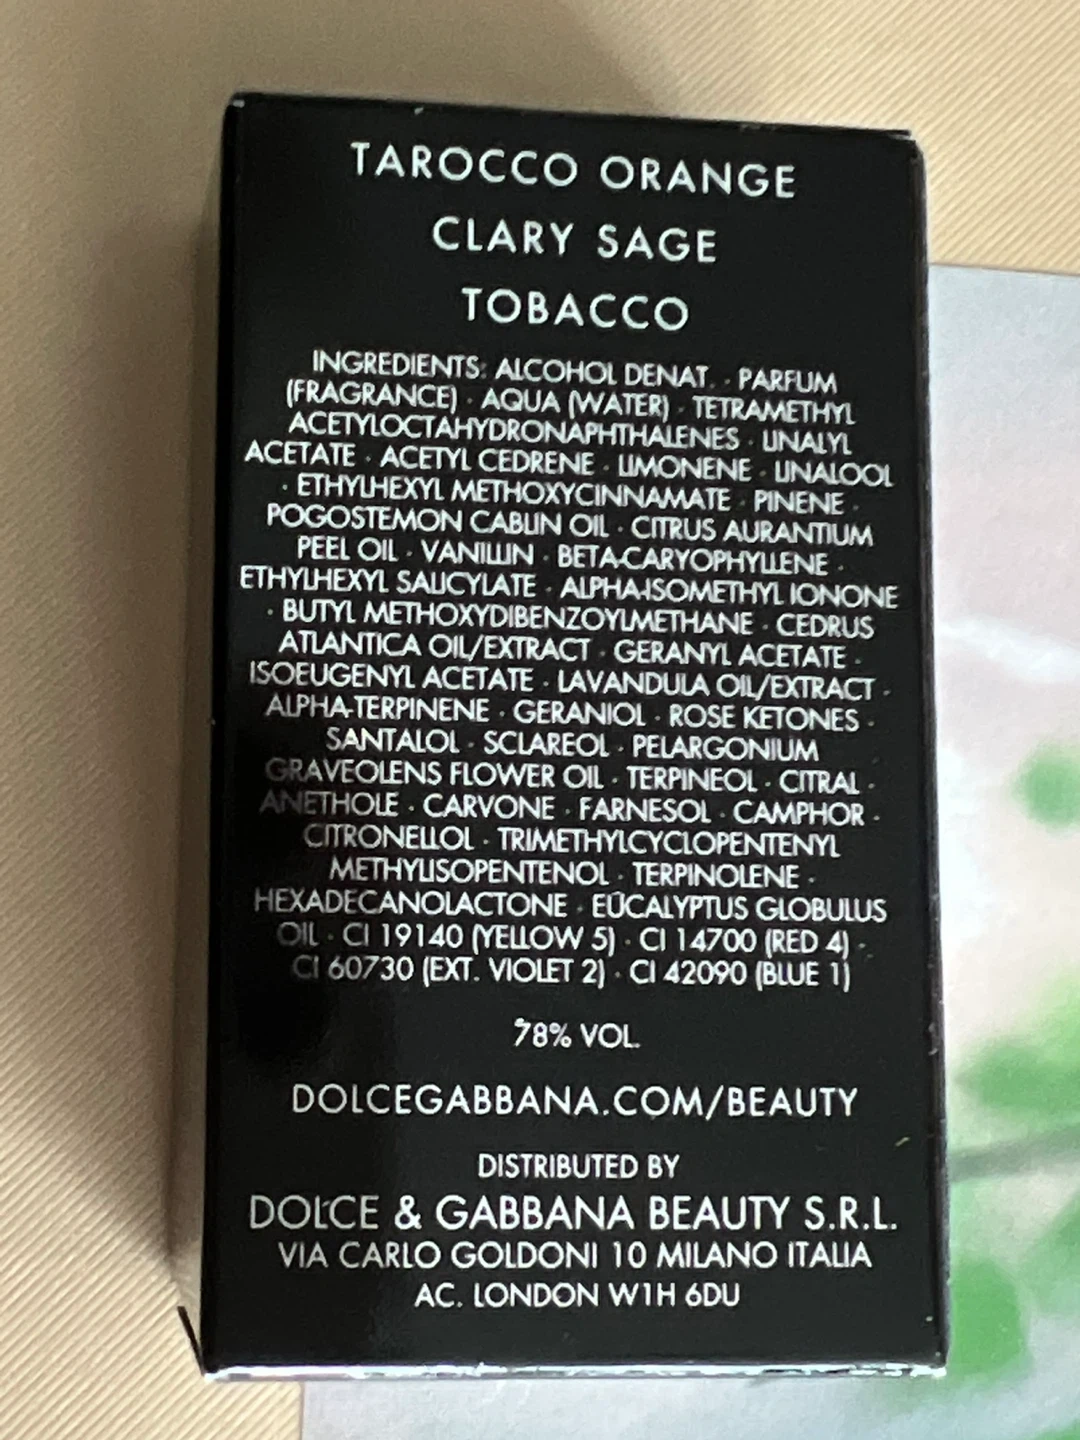 TAROCCO ORANGE
CLARY SAGE
TOBACCO
INGREDIENTS: ALCOHOL DENAT. · PARFUM
(FRAGRANCE) · AQUA (WATER) · TETRAMETHYL
ACETYLOCTAHYDRONAPHTHALENES · LINALYL
ACETATE · ACETYL CEDRENE · LIMONENE · LINALOOL
· ETHYLHEXYL METHOXYCINNAMATE · PINENE ·
POGOSTEMON CABLIN OIL · CITRUS AURANTIUM
PEEL OIL · VANILLIN · BETA-CARYOPHYLLENE ·
ETHYLHEXYL SALICYLATE · ALPHA-ISOMETHYL IONONE
· BUTYL METHOXYDIBENZOYLMETHANE · CEDRUS
ATLANTICA OIL/EXTRACT · GERANYL ACETATE ·
ISOEUGENYL ACETATE · LAVANDULA OIL/EXTRACT ·
ALPHA-TERPINENE · GERANIOL · ROSE KETONES ·
SANTALOL · SCLAREOL · PELARGONIUM
GRAVEOLENS FLOWER OIL · TERPINEOL · CITRAL ·
ANETHOLE · CARVONE · FARNESOL · CAMPHOR ·
CITRONELLOL · TRIMETHYLCYCLOPENTENYL
METHYLISOPENTENOL · TERPINOLENE ·
HEXADECANOLACTONE · EUCALYPTUS GLOBULUS
OIL · CI 19140 (YELLOW 5) · CI 14700 (RED 4) ·
CI 60730 (EXT. VIOLET 2) · CI 42090 (BLUE 1)
78% VOL.
DOLCEGABBANA.COM/BEAUTY
DISTRIBUTED BY
DOLCE & GABBANA BEAUTY S.R.L.
VIA CARLO GOLDONI 10 MILANO ITALIA
AC. LONDON W1H 6DU